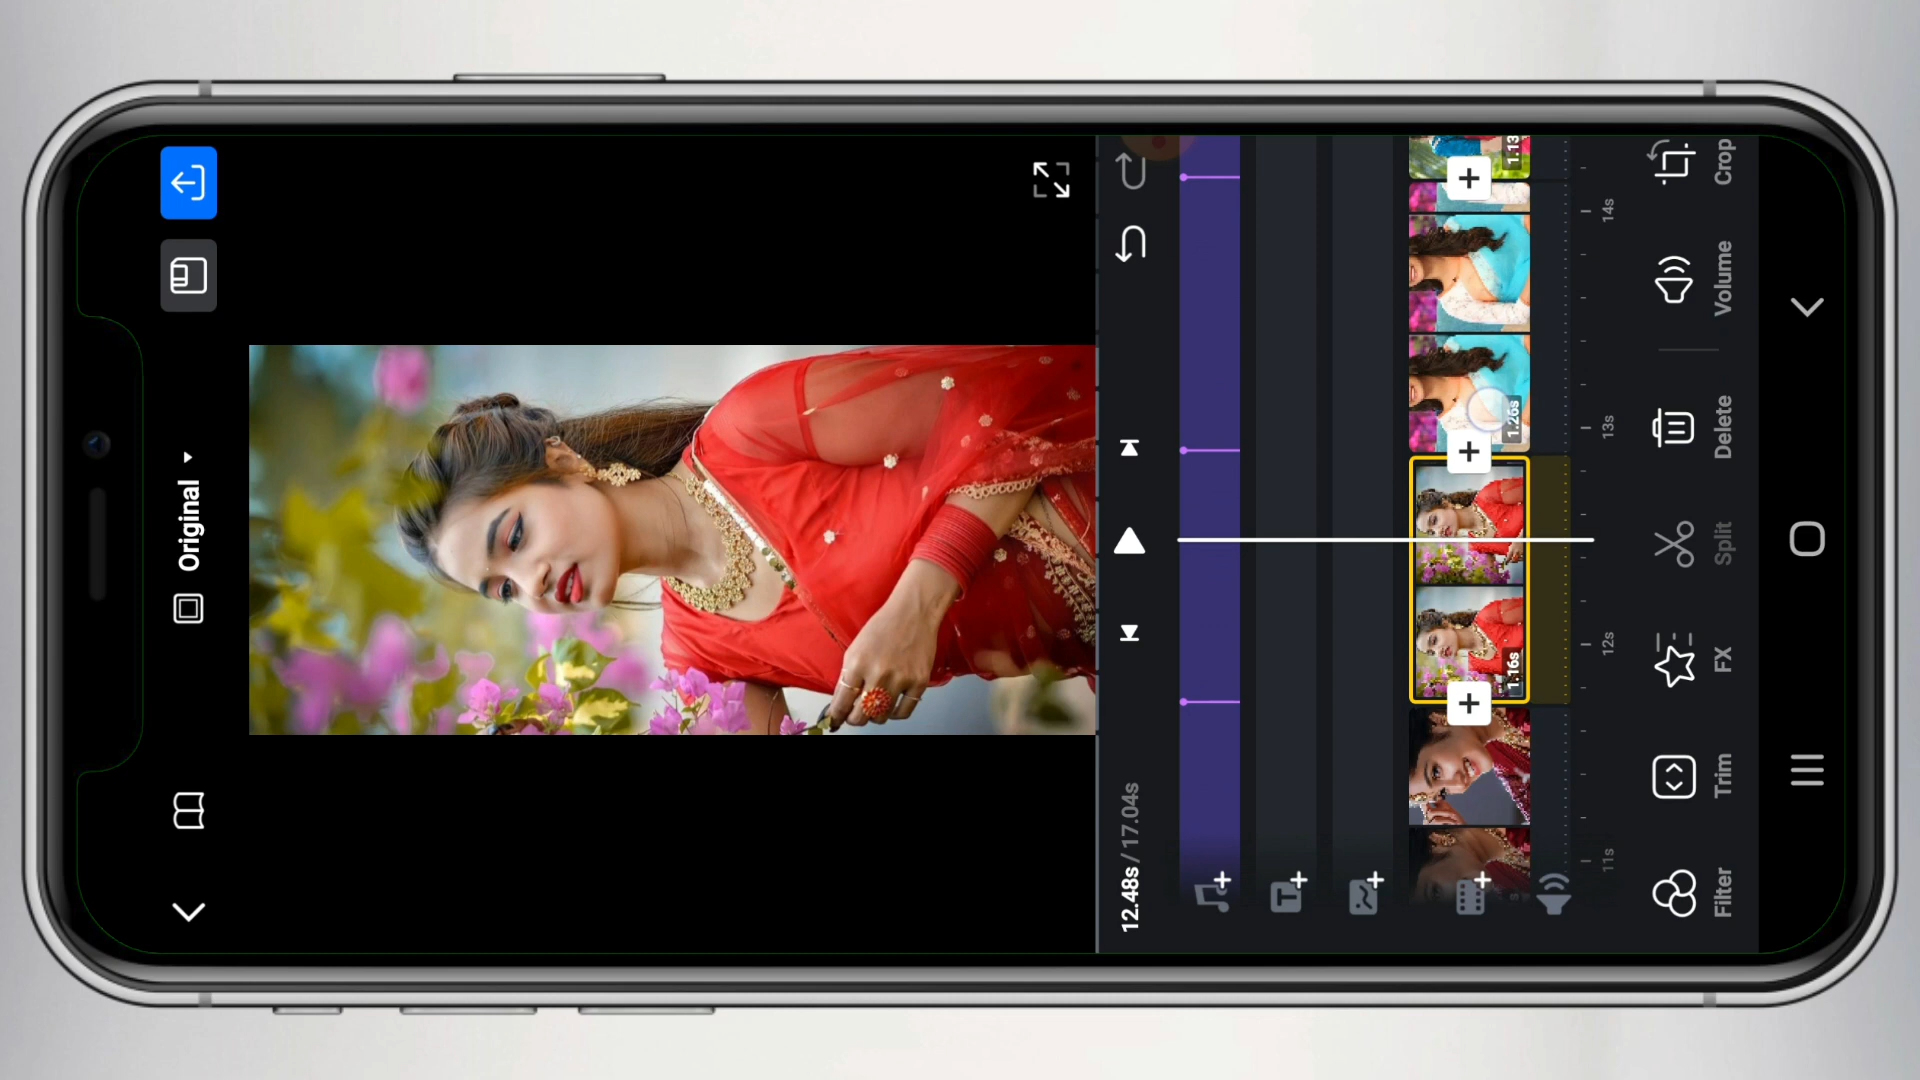 Original
12.48s / 17.04s
1.13
1.26s
1.16s
14s
13s
12s
11s
Crop
Volume
Delete
Split
FX
Trim
Filter